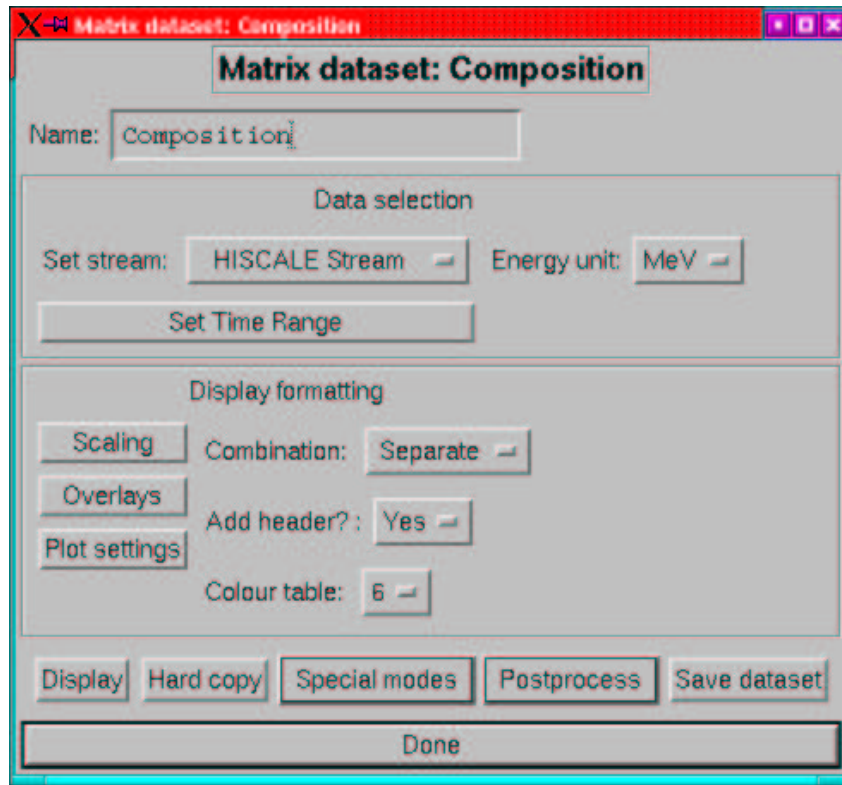 Matrix dataset: Composition
Matrix dataset: Composition
Name: Composition
Data selection
Set stream: HISCALE Stream Energy unit: MeV
Set Time Range
Display formatting
Scaling Combination: Separate
Overlays
Add header? : Yes
Plot settings
Colour table: 6
Display Hard copy Special modes Postprocess Save dataset
Done